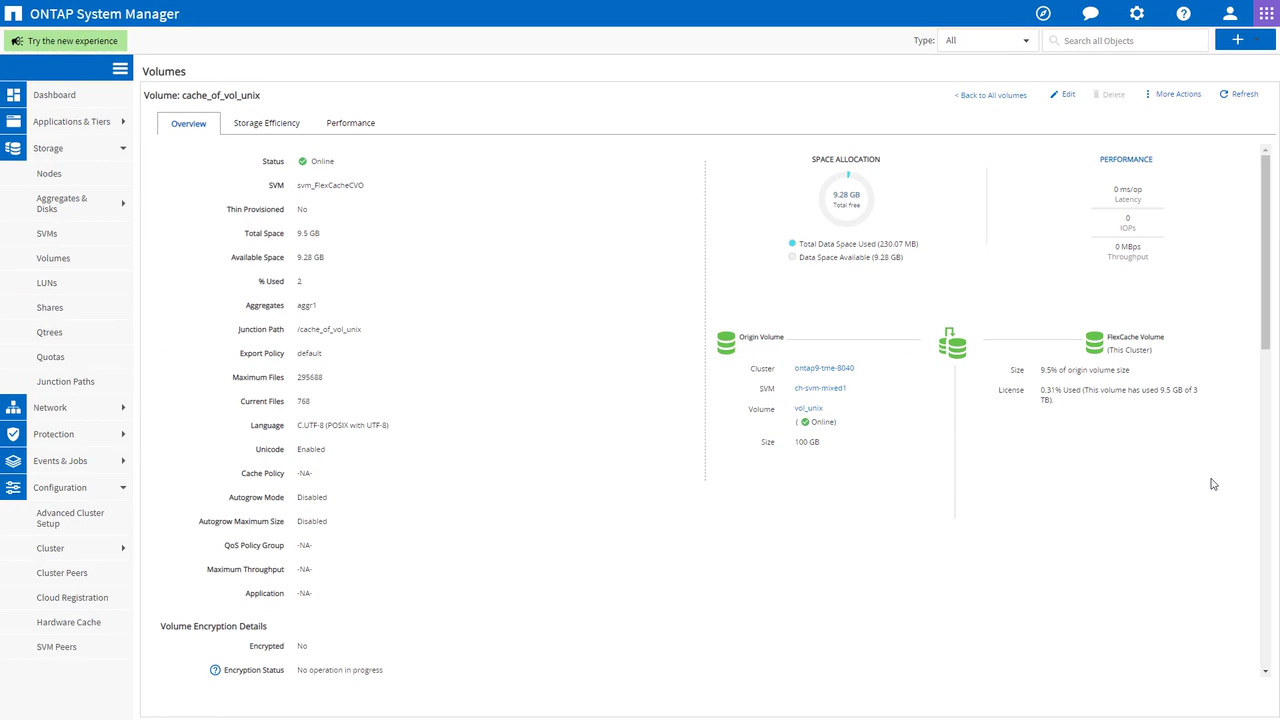 ONTAP System Manager
Try the new experience
Type: All
Search all Objects
Dashboard
Applications & Tiers
Storage
Nodes
Aggregates &
Disks
SVMs
Volumes
LUNs
Shares
Qtrees
Quotas
Junction Paths
Network
Protection
Events & Jobs
Configuration
Advanced Cluster
Setup
Cluster
Cluster Peers
Cloud Registration
Hardware Cache
SVM Peers
Volumes
Volume: cache_of_vol_unix
< Back to All volumes
Edit
Delete
More Actions
Refresh
Overview
Storage Efficiency
Performance
Status Online
SVM svm_FlexCacheCVO
Thin Provisioned No
Total Space 9.5 GB
Available Space 9.28 GB
% Used 2
Aggregates aggr1
Junction Path /cache_of_vol_unix
Export Policy default
Maximum Files 295688
Current Files 768
Language C.UTF-8 (POSIX with UTF-8)
Unicode Enabled
Cache Policy -NA-
Autogrow Mode Disabled
Autogrow Maximum Size Disabled
QoS Policy Group -NA-
Maximum Throughput -NA-
Application -NA-
Volume Encryption Details
Encrypted No
Encryption Status No operation in progress
SPACE ALLOCATION
9.28 GB
Total free
Total Data Space Used (230.07 MB)
Data Space Available (9.28 GB)
PERFORMANCE
0 ms/op
Latency
0
IOPs
0 MBps
Throughput
Origin Volume
Cluster ontap9-tme-8040
SVM ch-svm-mixed1
Volume vol_unix
( Online)
Size 100 GB
FlexCache Volume
(This Cluster)
Size 9.5% of origin volume size
License 0.31% Used (This volume has used 9.5 GB of 3
TB).